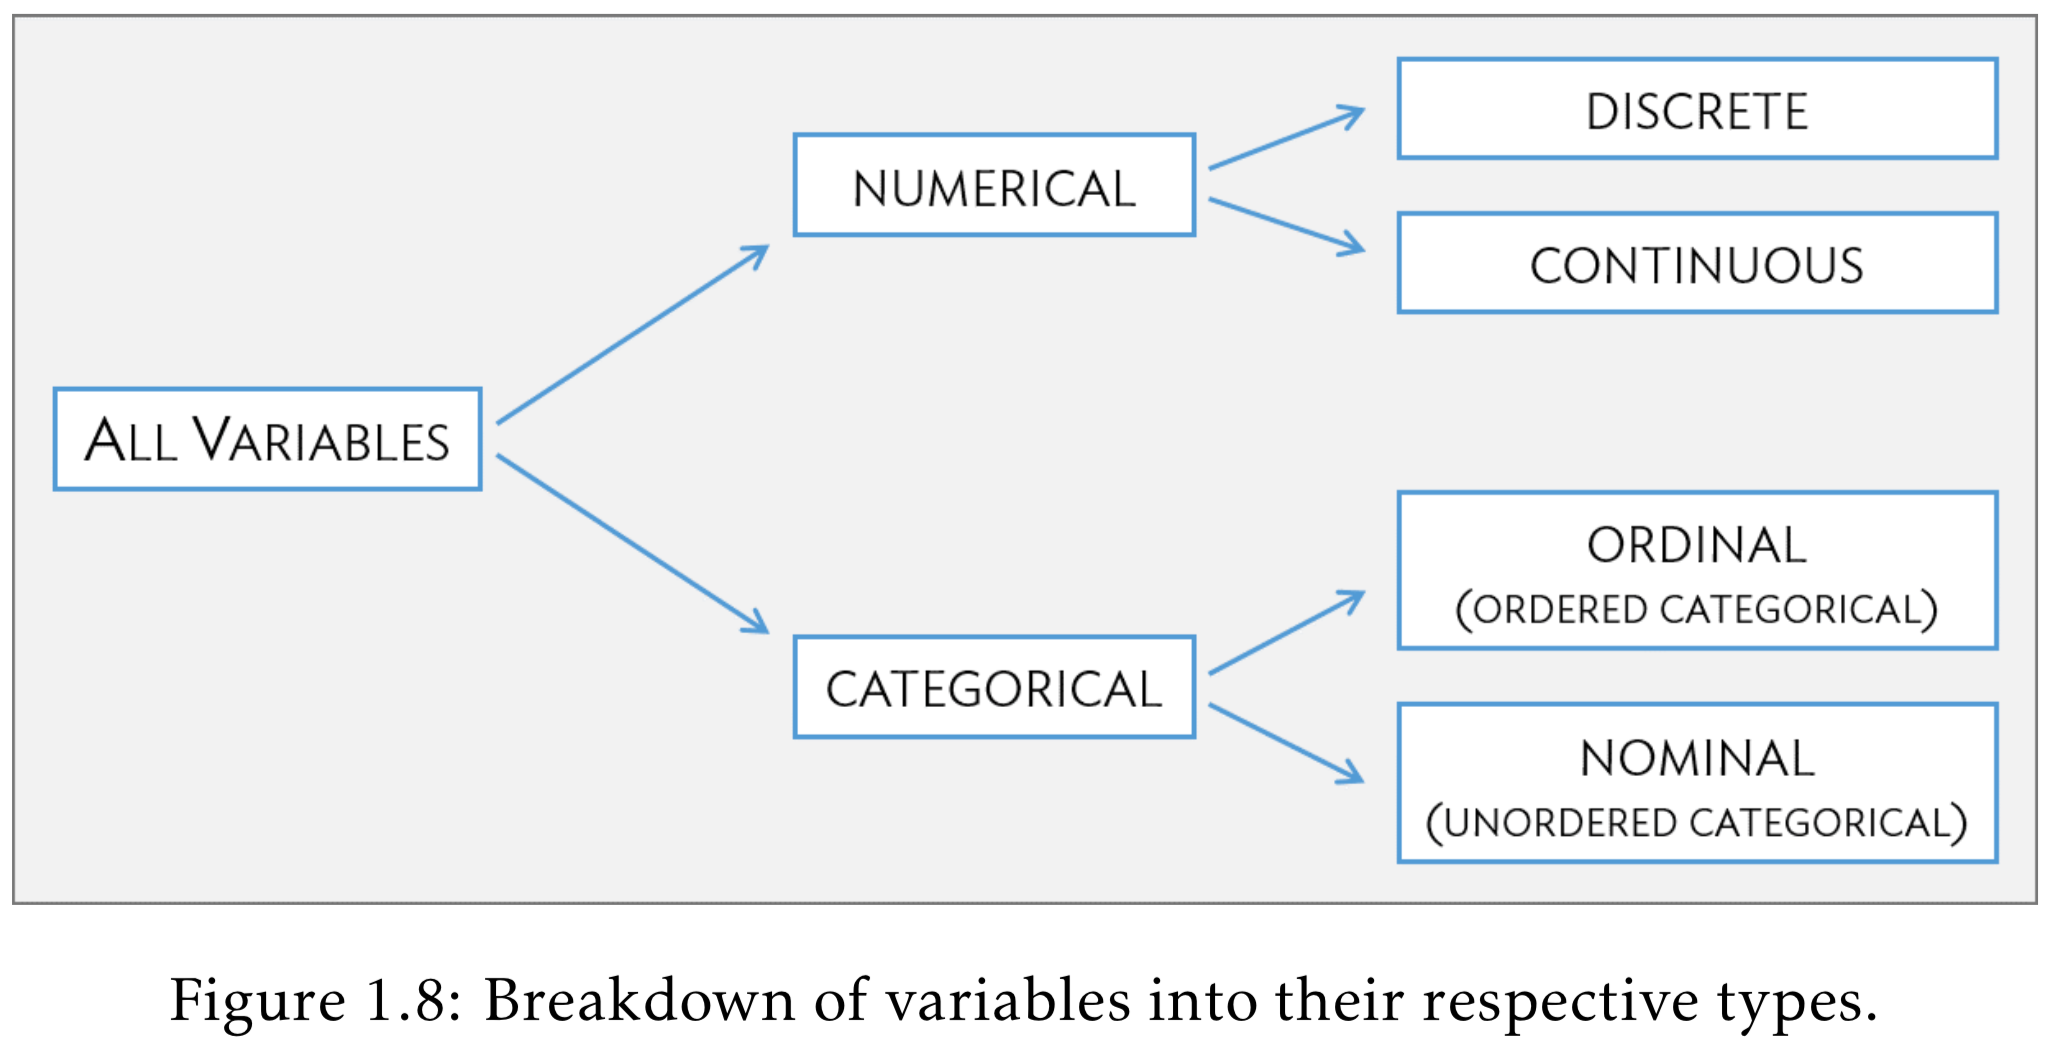 DISCRETE
NUMERICAL
CONTINUOUS
ALL VARIABLES
ORDINAL
(ORDERED CATEGORICAL)
CATEGORICAL
NOMINAL
(UNORDERED CATEGORICAL)
Figure 1.8: Breakdown of variables into their respective types.